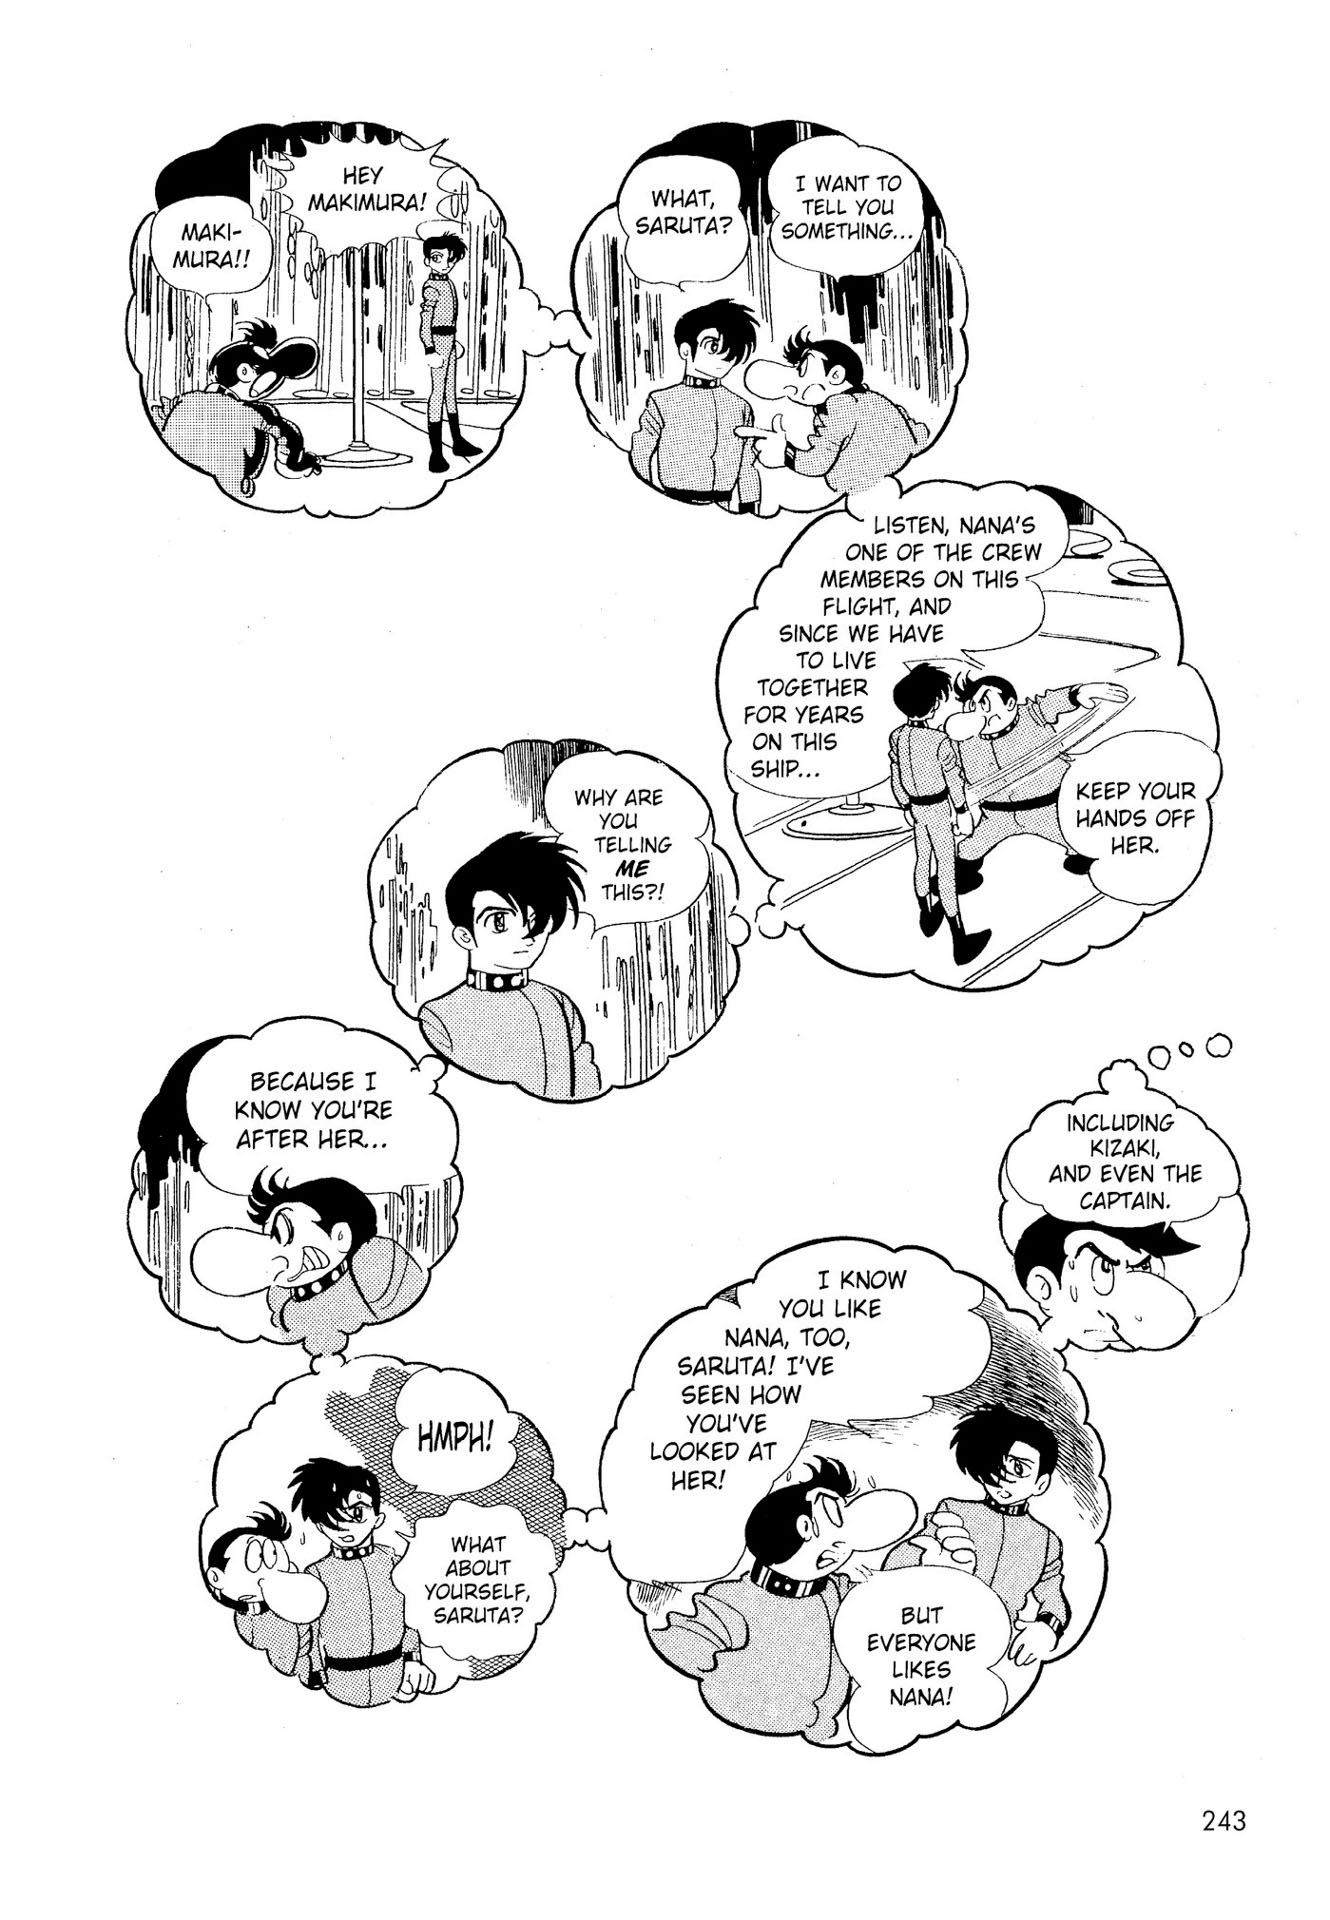 MAKI-
MURA!!
HEY
MAKIMURA!
WHAT,
SARUTA?
I WANT TO
TELL YOU
SOMETHING...
LISTEN, NANA'S
ONE OF THE CREW
MEMBERS ON THIS
FLIGHT, AND
SINCE WE HAVE
TO LIVE
TOGETHER
FOR YEARS
ON THIS
SHIP...
KEEP YOUR
HANDS OFF
HER.
WHY ARE
YOU
TELLING
ME
THIS?!
BECAUSE I
KNOW YOU'RE
AFTER HER...
HMPH!
WHAT
ABOUT
YOURSELF,
SARUTA?
I KNOW
YOU LIKE
NANA, TOO,
SARUTA! I'VE
SEEN HOW
YOU'VE
LOOKED AT
HER!
BUT
EVERYONE
LIKES
NANA!
INCLUDING
KIZAKI,
AND EVEN THE
CAPTAIN.
243